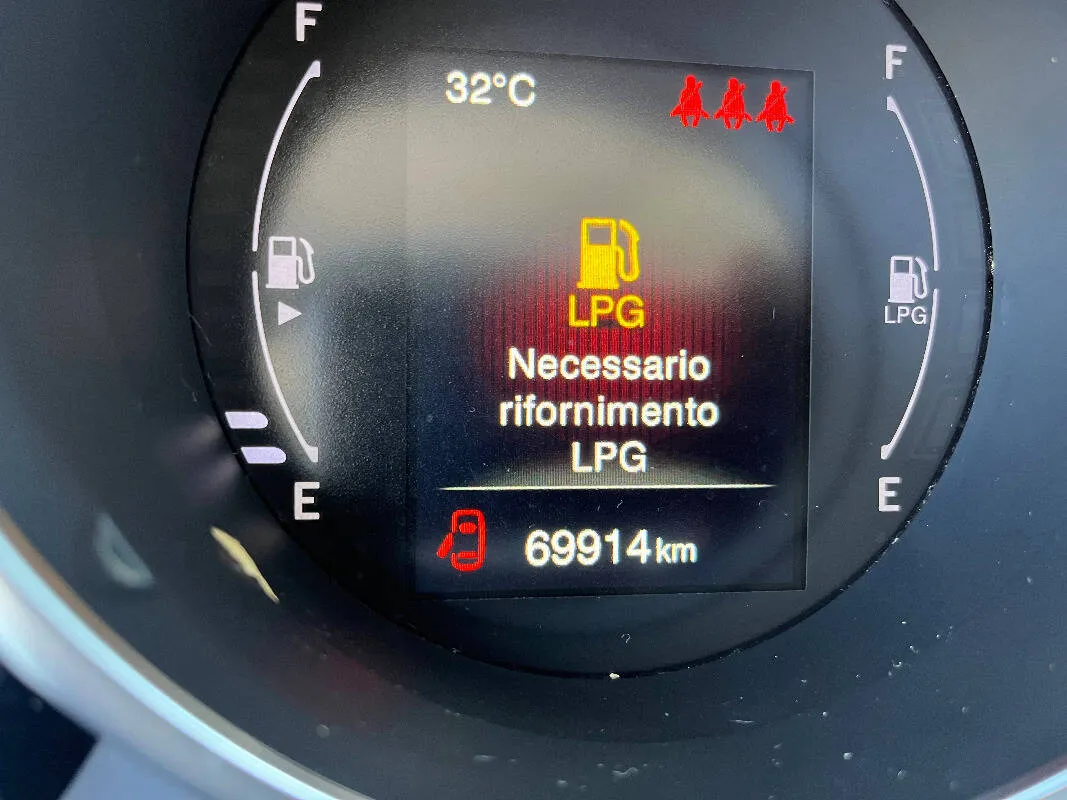 F
F
32°C
LPG
LPG
Necessario
rifornimento
LPG
E
E
69914 km